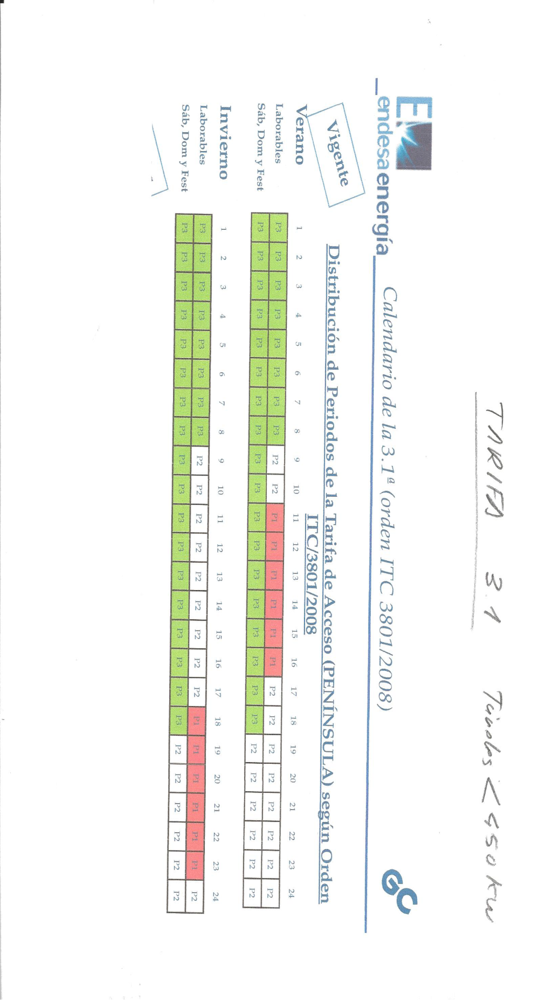 TARIFA 3.1 < 450 kW
E
endesa energía
Calendario de la 3.1ª (orden ITC 3801/2008)
GC
Vigente
Distribución de Periodos de la Tarifa de Acceso (PENÍNSULA) según Orden
ITC/3801/2008
Verano 1 2 3 4 5 6 7 8 9 10 11 12 13 14 15 16 17 18 19 20 21 22 23 24
Laborables P3 P3 P3 P3 P3 P3 P3 P3 P2 P2 P1 P1 P1 P1 P1 P1 P2 P2 P2 P2 P2 P2 P2 P2
Sáb, Dom y Fest P3 P3 P3 P3 P3 P3 P3 P3 P3 P3 P3 P3 P3 P3 P3 P3 P3 P3 P2 P2 P2 P2 P2 P2
Invierno 1 2 3 4 5 6 7 8 9 10 11 12 13 14 15 16 17 18 19 20 21 22 23 24
Laborables P3 P3 P3 P3 P3 P3 P3 P3 P2 P2 P2 P2 P2 P2 P2 P2 P2 P1 P1 P1 P1 P1 P1 P2
Sáb, Dom y Fest P3 P3 P3 P3 P3 P3 P3 P3 P3 P3 P3 P3 P3 P3 P3 P3 P3 P3 P2 P2 P2 P2 P2 P2